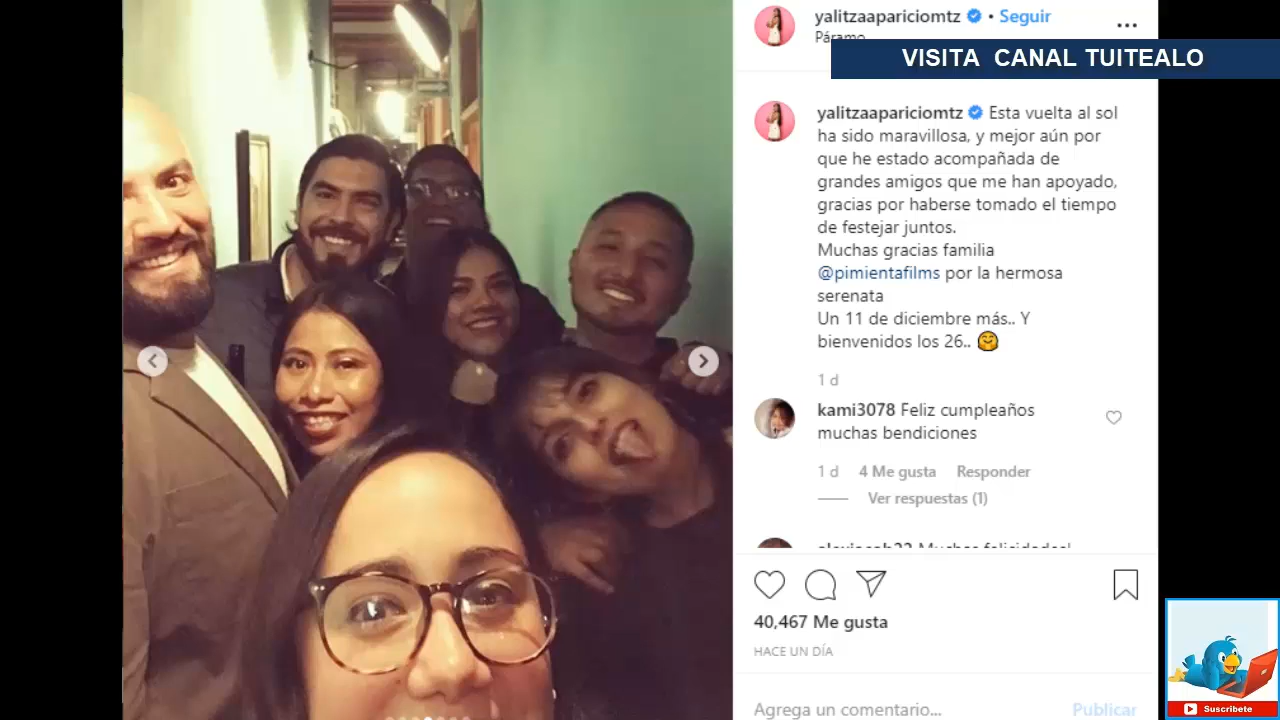 yalitzaapariciomtz • Seguir
Páramo
VISITA CANAL TUITEALO
yalitzaapariciomtz Esta vuelta al sol
ha sido maravillosa, y mejor aún por
que he estado acompañada de
grandes amigos que me han apoyado,
gracias por haberse tomado el tiempo
de festejar juntos.
Muchas gracias familia
@pimientafilms por la hermosa
serenata
Un 11 de diciembre más.. Y
bienvenidos los 26.. 🤗
1 d
kami3078 Feliz cumpleaños
muchas bendiciones
1 d 4 Me gusta Responder
Ver respuestas (1)
Muchas felicidades!
40,467 Me gusta
HACE UN DÍA
Agrega un comentario...
Publicar
Suscribete